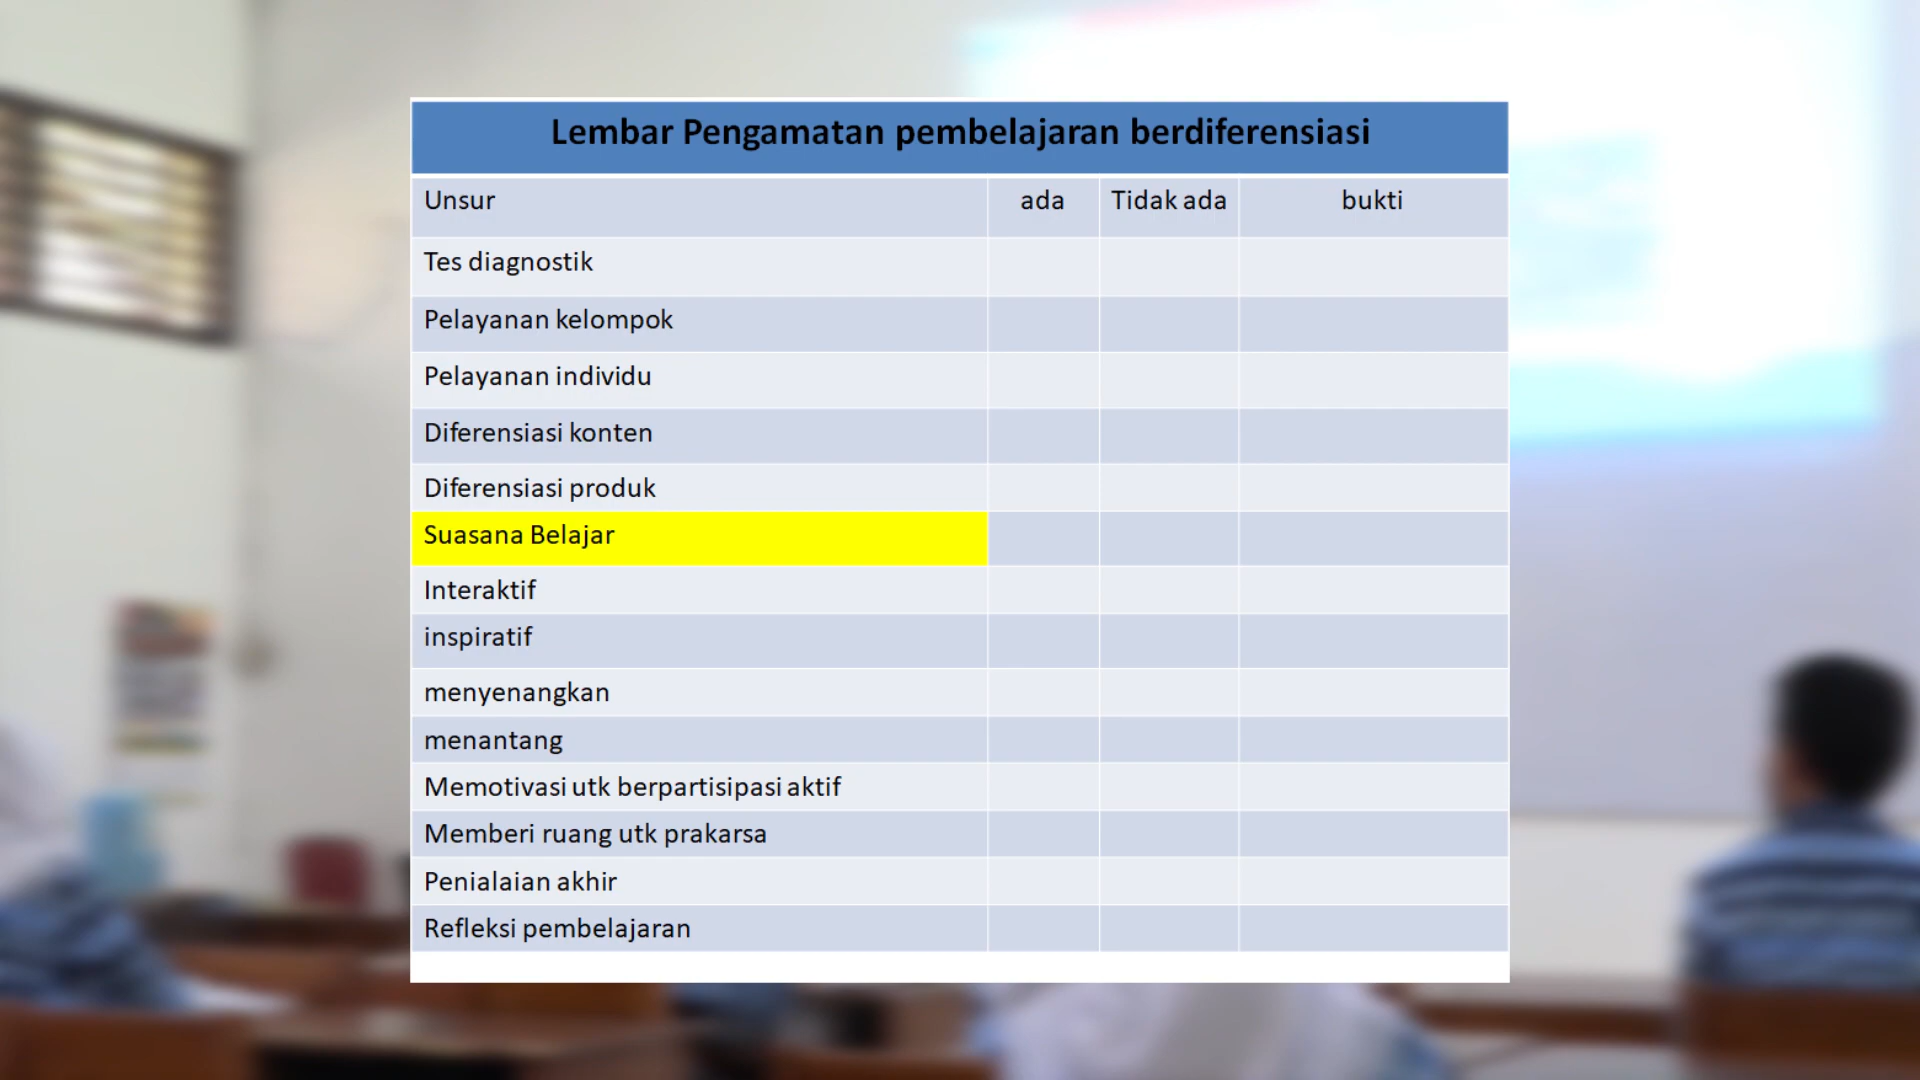 Lembar Pengamatan pembelajaran berdiferensiasi
Unsur ada Tidak ada bukti
Tes diagnostik
Pelayanan kelompok
Pelayanan individu
Diferensiasi konten
Diferensiasi produk
Suasana Belajar
Interaktif
inspiratif
menyenangkan
menantang
Memotivasi utk berpartisipasi aktif
Memberi ruang utk prakarsa
Penialaian akhir
Refleksi pembelajaran